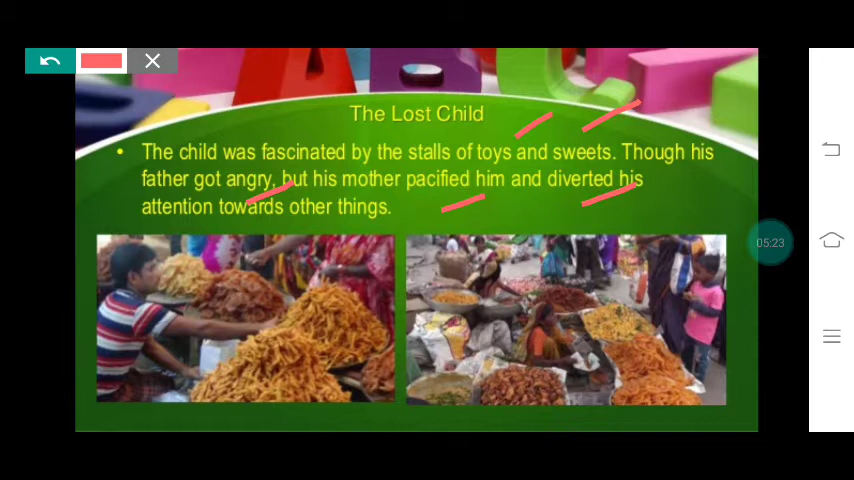 The Lost Child
• The child was fascinated by the stalls of toys and sweets. Though his
father got angry, but his mother pacified him and diverted his
attention towards other things.
05:23